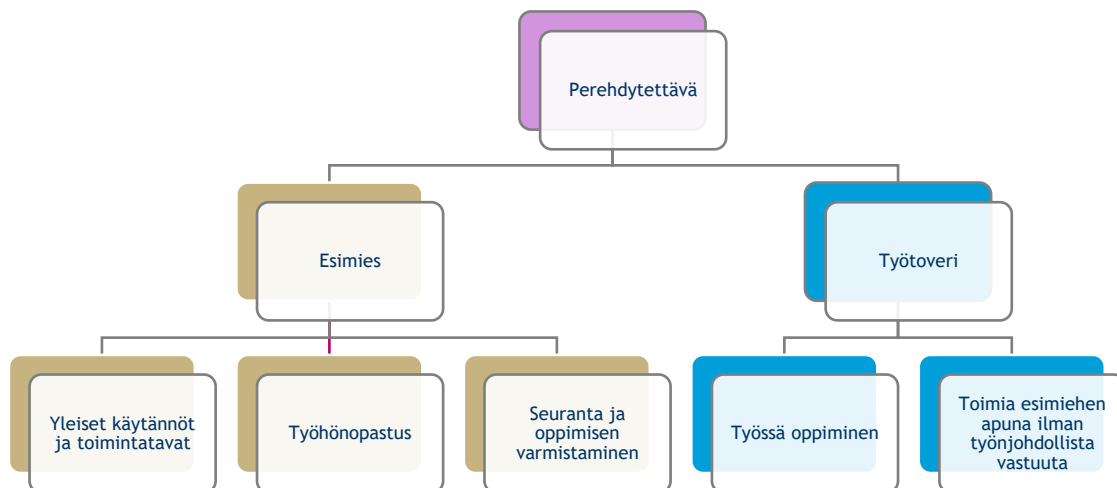 Perehdytettävä
Esimies
Työtoveri
Yleiset käytännöt
ja toimintatavat
Työhönopastus
Seuranta ja
oppimisen
varmistaminen
Työssä oppiminen
Toimia esimiehen
apuna ilman
työnjohdollista
vastuuta